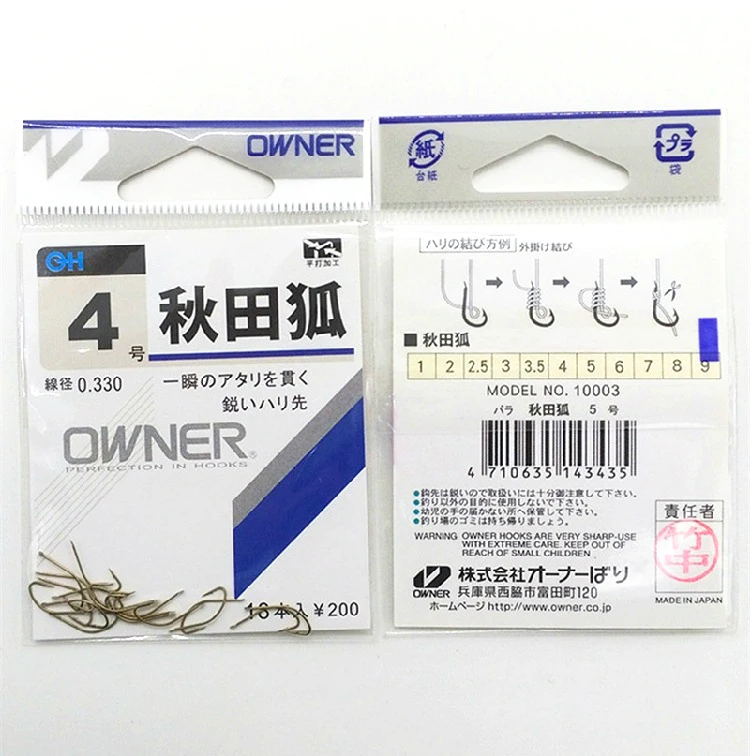 OWNER
OH
平打加工
4号
秋田狐
線径 0.330
一瞬のアタリを貫く
鋭いハリ先
OWNER®
PERFECTION IN HOOKS
16本入 ¥200
紙
台紙
プラ
袋
ハリの結び方例 外掛け結び
■秋田狐
1 2 2.5 3 3.5 4 5 6 7 8 9
MODEL NO. 10003
バラ 秋田狐 5号
4 710635 143435
●鈎先は鋭いので取扱いには十分御注意して下さい。
●釣り以外の目的に使用しないで下さい。
●幼児の手の届かない所へ保管して下さい。
●釣り場のゴミは持ち帰りましょう。
WARNING OWNER HOOKS ARE VERY SHARP-USE
WITH EXTREME CARE. KEEP OUT OF
REACH OF SMALL CHILDREN.
責任者
竹中
OWNER
株式会社オーナーばり
兵庫県西脇市富田町120
ホームページ http://www.owner.co.jp
MADE IN JAPAN